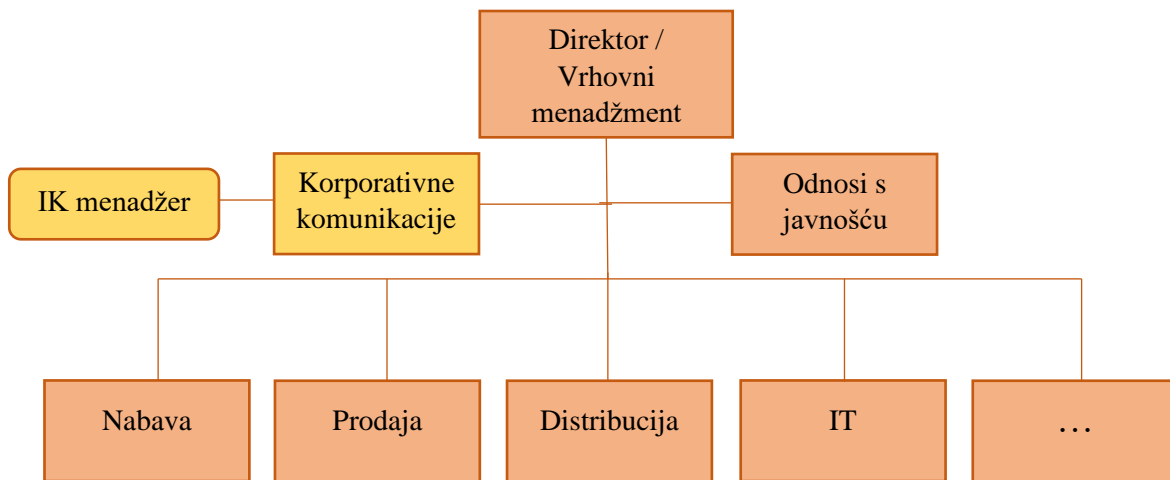 Direktor /
Vrhovni
menadžment
IK menadžer
Korporativne
komunikacije
Odnosi s
javnošću
Nabava
Prodaja
Distribucija
IT
...